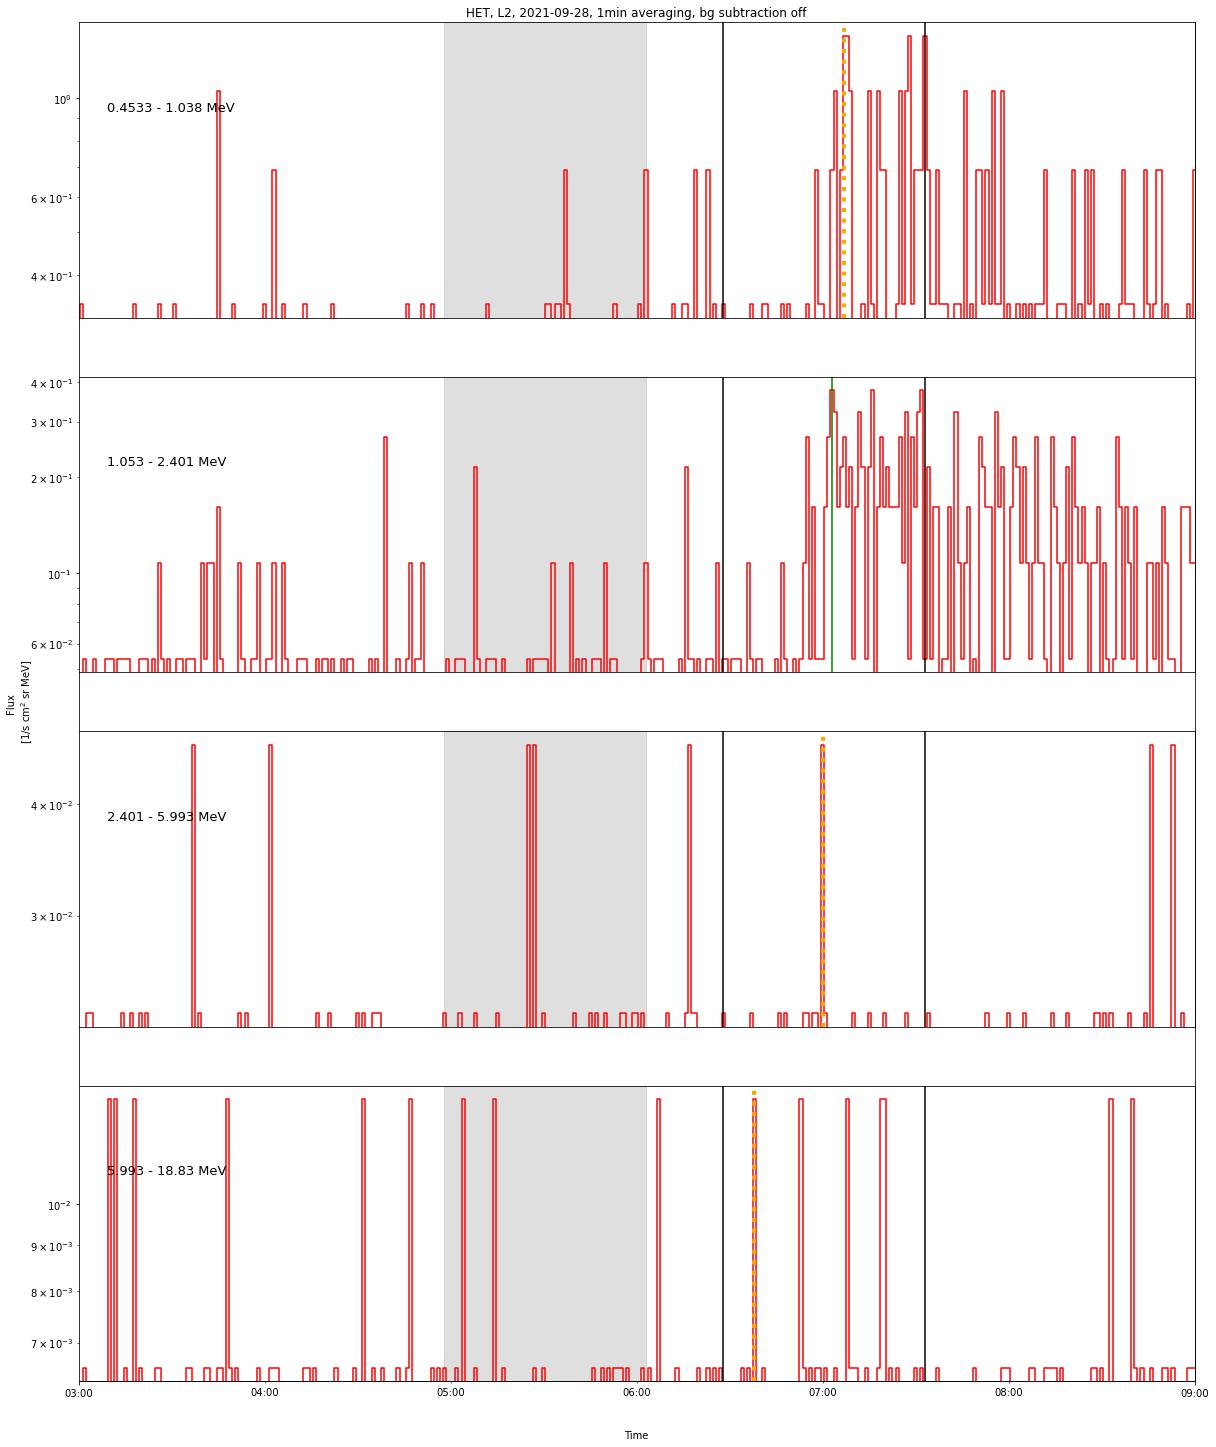 HET, L2, 2021-09-28, 1min averaging, bg subtraction off
10⁰
0.4533 - 1.038 MeV
6 × 10⁻¹
4 × 10⁻¹
4 × 10⁻¹
3 × 10⁻¹
1.053 - 2.401 MeV
2 × 10⁻¹
10⁻¹
6 × 10⁻²
Flux
[1/s cm² sr MeV]
4 × 10⁻²
2.401 - 5.993 MeV
3 × 10⁻²
5.993 - 18.83 MeV
10⁻²
9 × 10⁻³
8 × 10⁻³
7 × 10⁻³
03:00 04:00 05:00 06:00 07:00 08:00 09:00
Time